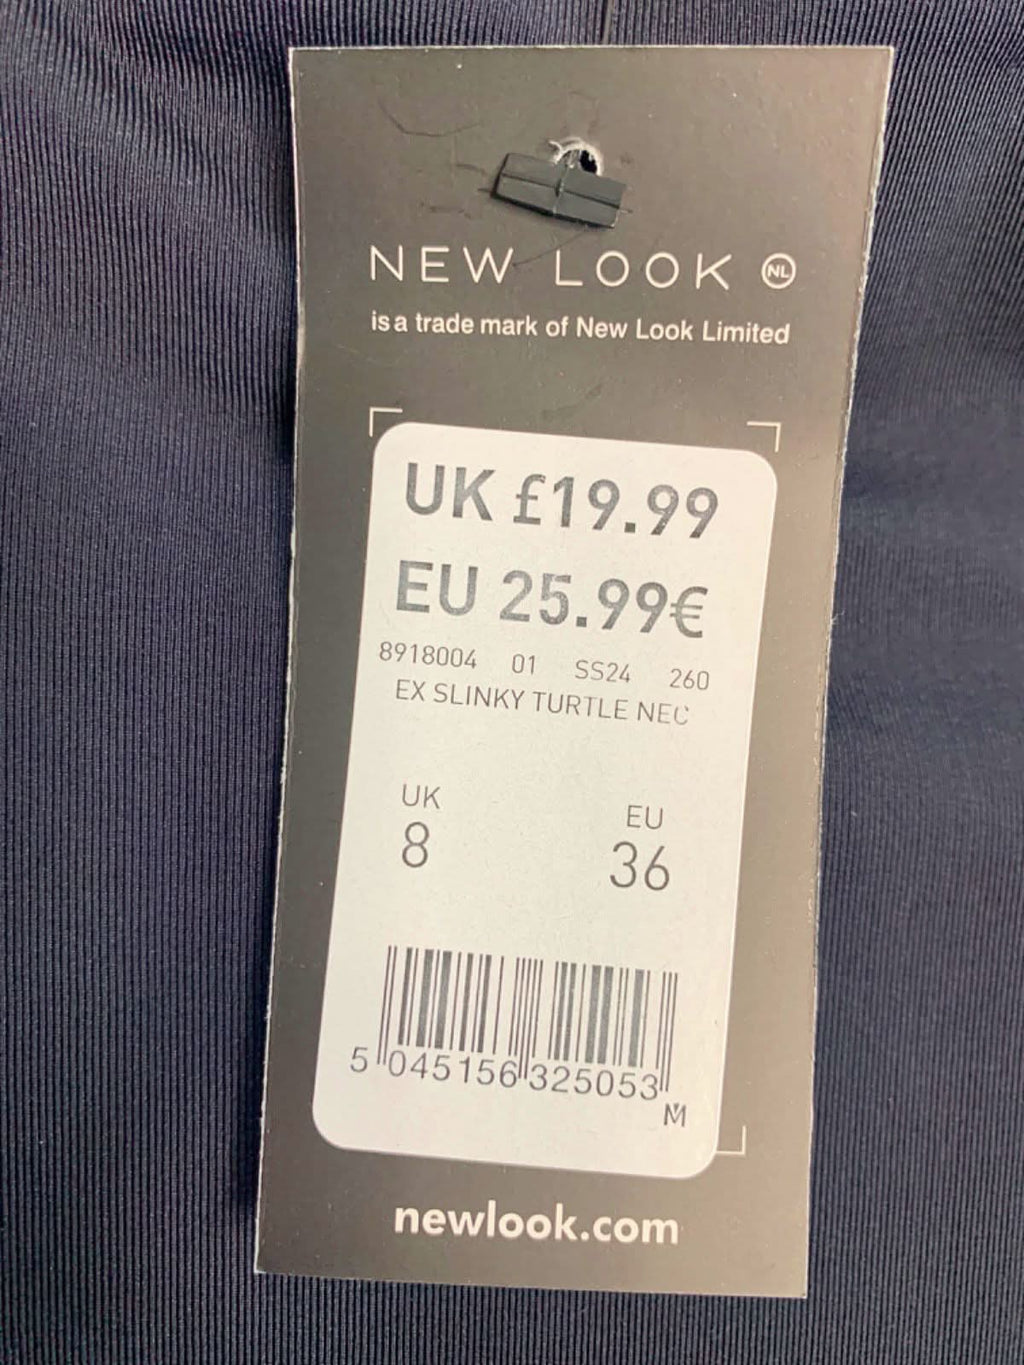 NEW LOOK NL
is a trade mark of New Look Limited
UK £19.99
EU 25.99€
8918004 01 SS24 260
EX SLINKY TURTLE NEC
UK EU
8 36
5 045156 325053
M
newlook.com